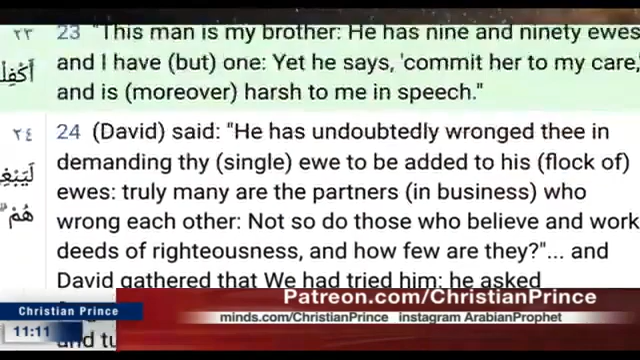 ٢٣
23 "This man is my brother: He has nine and ninety ewes
and I have (but) one: Yet he says, 'commit her to my care,'
and is (moreover) harsh to me in speech."
٢٤
24 (David) said: "He has undoubtedly wronged thee in
demanding thy (single) ewe to be added to his (flock of)
ewes: truly many are the partners (in business) who
wrong each other: Not so do those who believe and work
deeds of righteousness, and how few are they?"... and
David gathered that We had tried him: he asked
Patreon.com/ChristianPrince
Christian Prince
minds.com/ChristianPrince instagram ArabianProphet
11:11